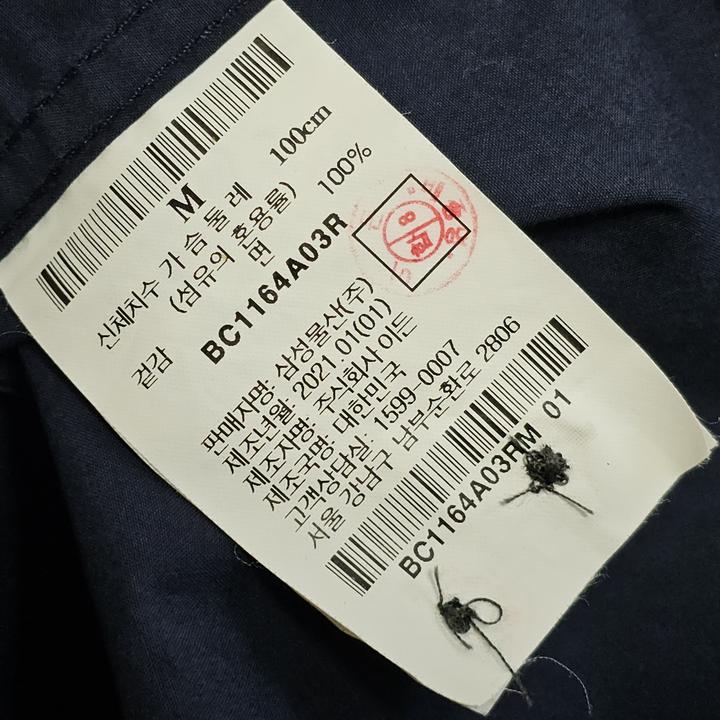 M
신체치수 가슴둘레 100cm
(섬유의 혼용률)
겉감 면 100%
BC1164A03R
판매자명: 삼성물산(주)
제조년월: 2021.01(01)
제조자명: 주식회사 이든
제조국명: 대한민국
고객상담실: 1599-0007
서울 강남구 남부순환로 2806
BC1164A03RM 01
8